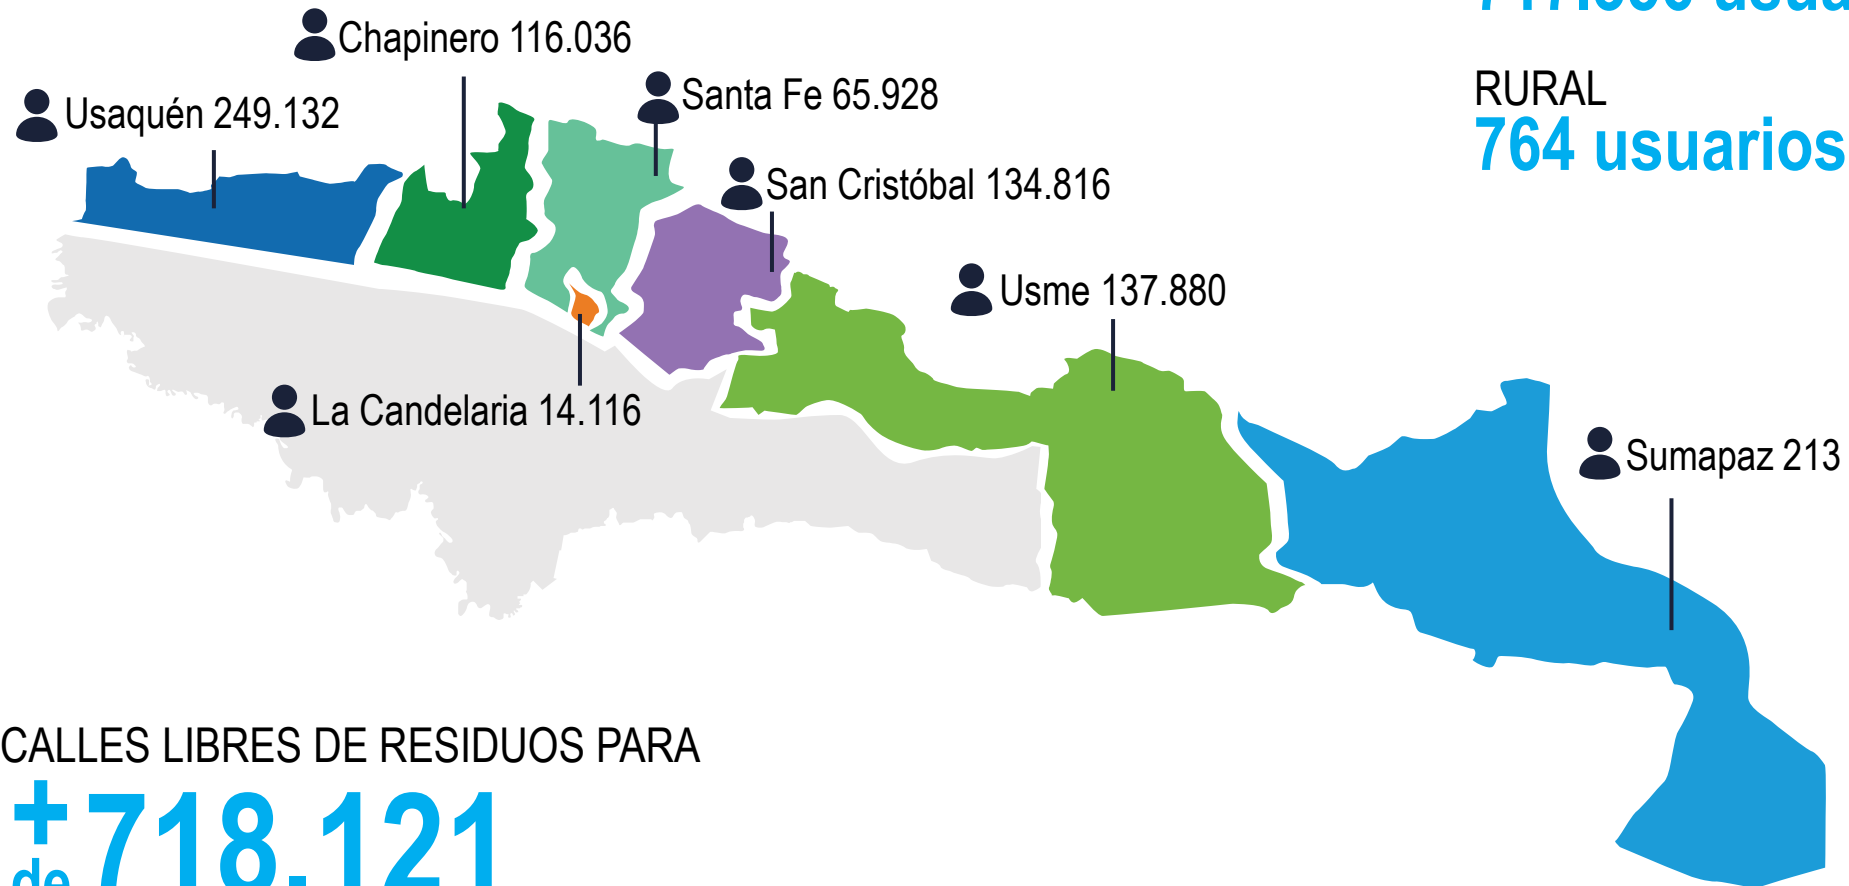 Chapinero 116.036
Santa Fe 65.928
Usaquén 249.132
RURAL
764 usuarios
San Cristóbal 134.816
Usme 137.880
La Candelaria 14.116
Sumapaz 213
CALLES LIBRES DE RESIDUOS PARA
+ de 718.121